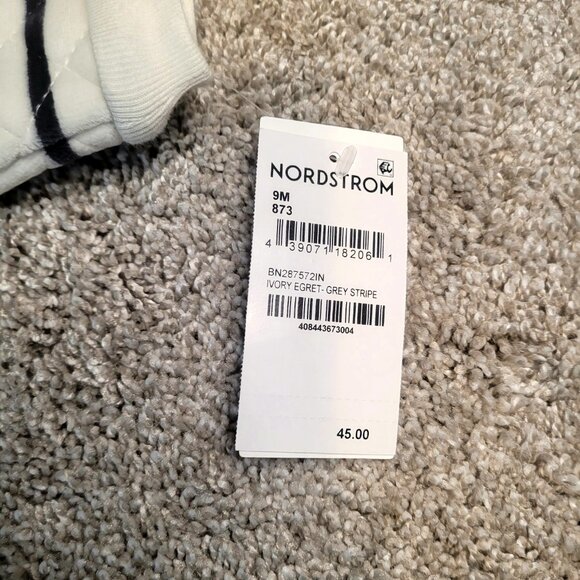 NORDSTROM
9M
873
4 39071 18206 1
BN287572IN
IVORY EGRET- GREY STRIPE
408443673004
45.00